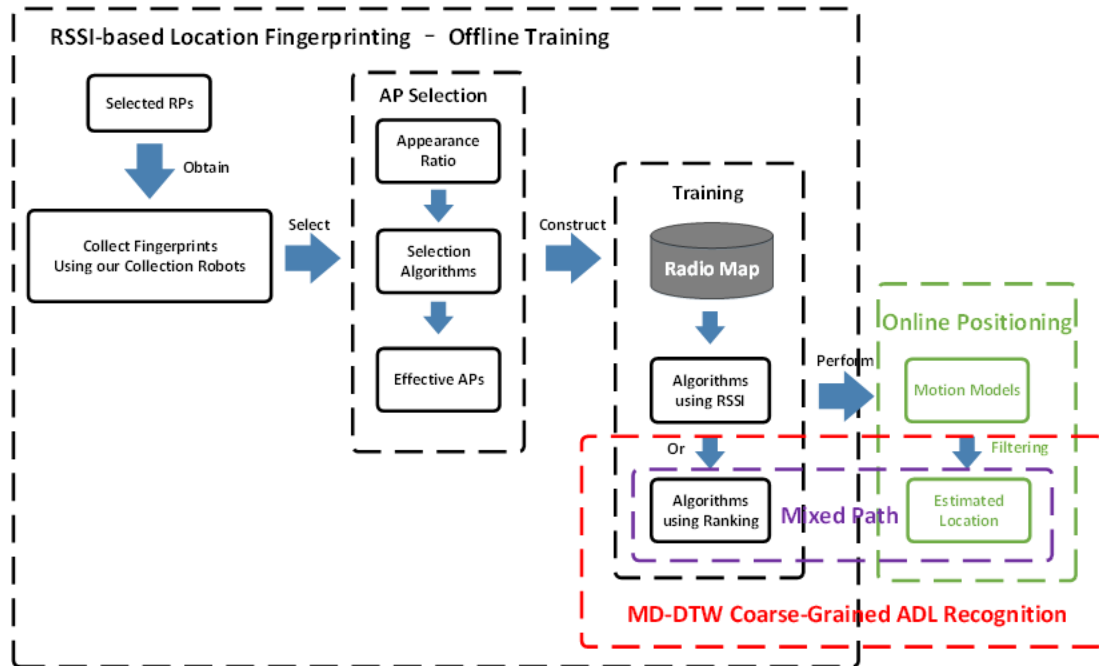 RSSI-based Location Fingerprinting – Offline Training
Selected RPs
Obtain
Collect Fingerprints
Using our Collection Robots
Select
AP Selection
Appearance
Ratio
Selection
Algorithms
Effective APs
Construct
Training
Radio Map
Algorithms
using RSSI
Or
Algorithms
using Ranking
Perform
Online Positioning
Motion Models
Filtering
Estimated
Location
Mixed Path
MD-DTW Coarse-Grained ADL Recognition